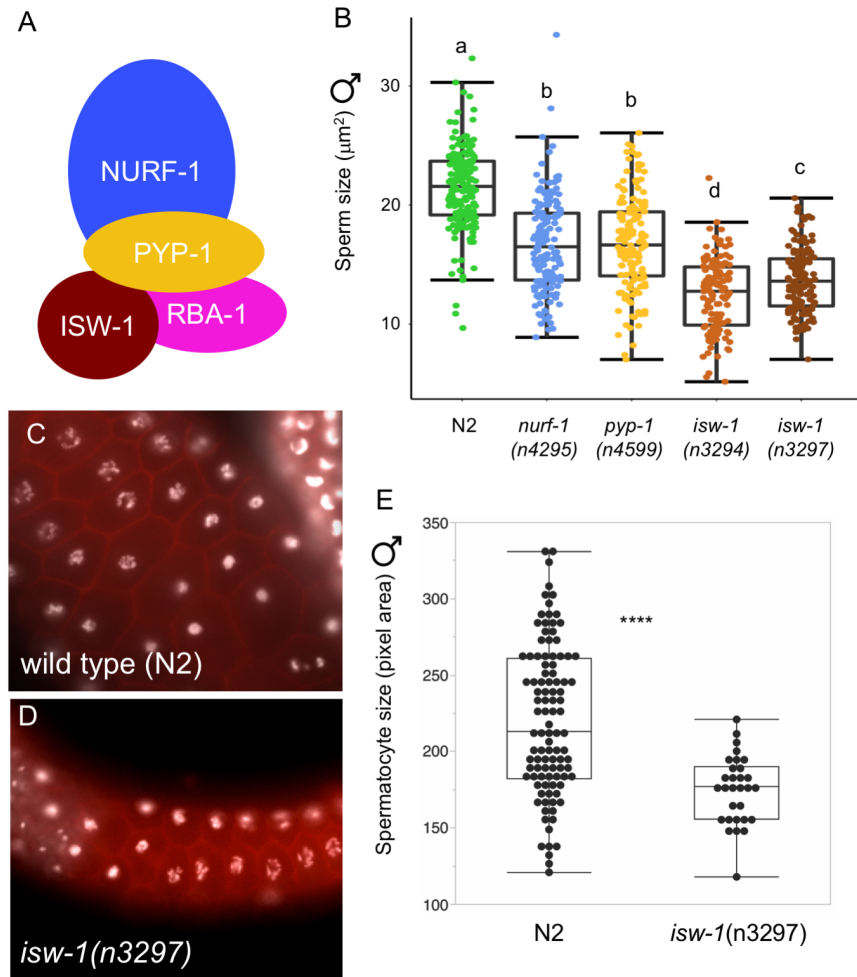 A
NURF-1
PYP-1
ISW-1
RBA-1
B
Sperm size (μm²)
30
20
10
a
b
b
d
c
N2
nurf-1
(n4295)
pyp-1
(n4599)
isw-1
(n3294)
isw-1
(n3297)
C
wild type (N2)
D
isw-1(n3297)
E
Spermatocyte size (pixel area)
350
300
250
200
150
100
****
N2
isw-1(n3297)